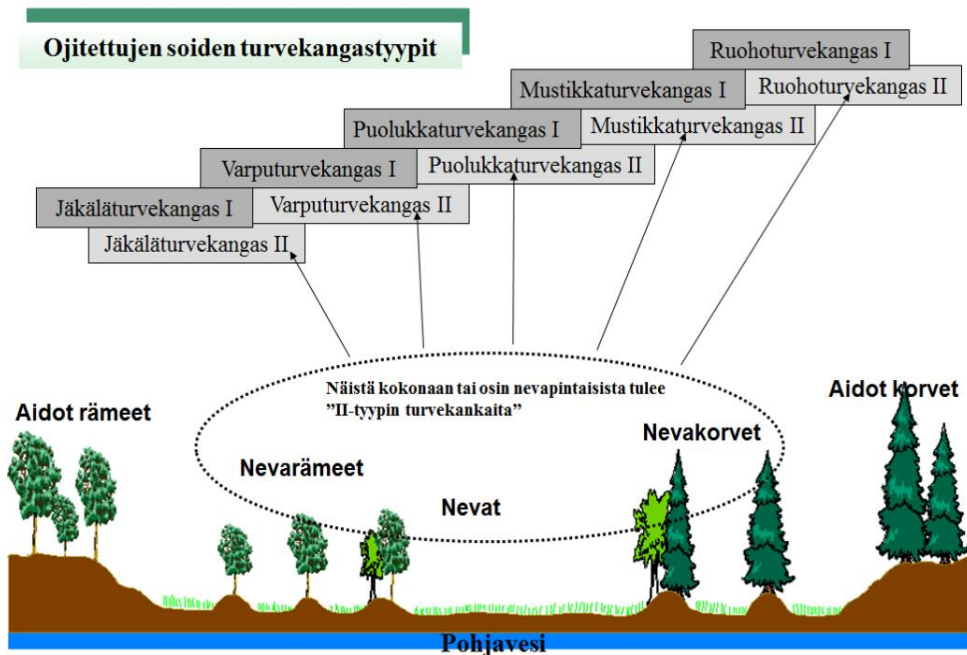 Ojitettujen soiden turvekangastyypit
Ruohoturvekangas I
Ruohoturvekangas II
Mustikkaturvekangas I
Mustikkaturvekangas II
Puolukkaturvekangas I
Puolukkaturvekangas II
Varputurvekangas I
Varputurvekangas II
Jäkäläturvekangas I
Jäkäläturvekangas II
Näistä kokonaan tai osin nevapintaisista tulee
”II-tyypin turvekankaita”
Aidot rämeet
Aidot korvet
Nevarämeet
Nevakorvet
Nevat
Pohjavesi